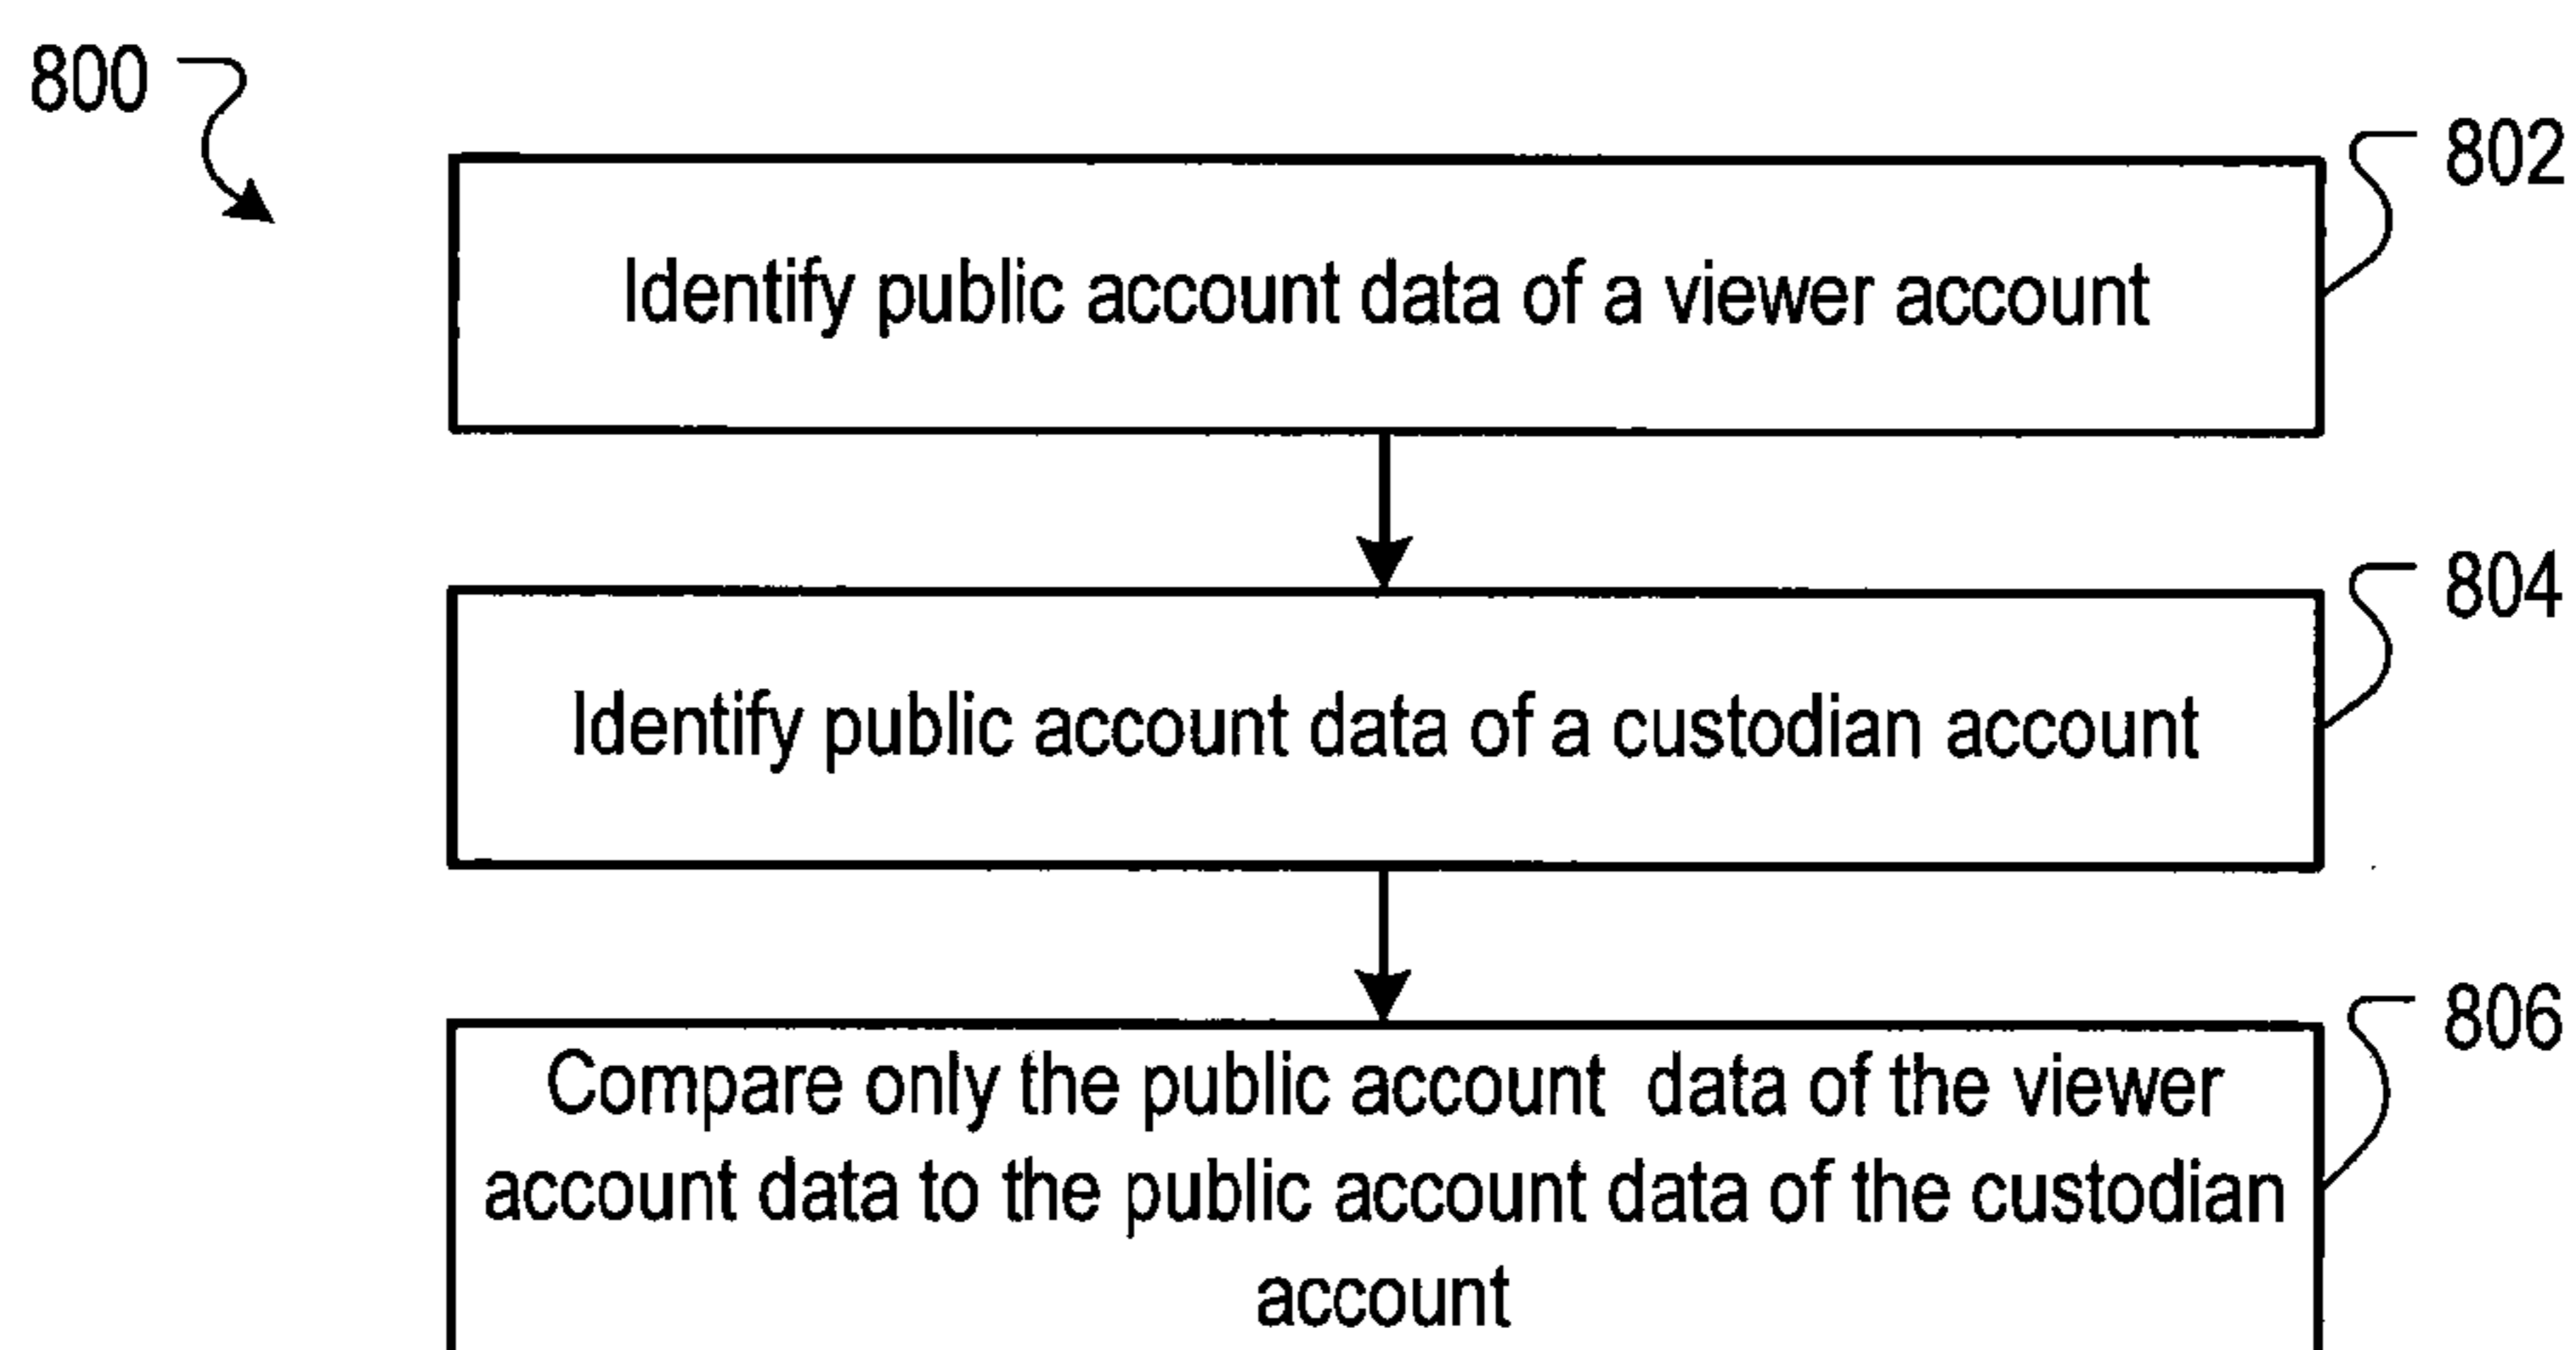 800
802
Identify public account data of a viewer account
804
Identify public account data of a custodian account
806
Compare only the public account data of the viewer
account data to the public account data of the custodian
account